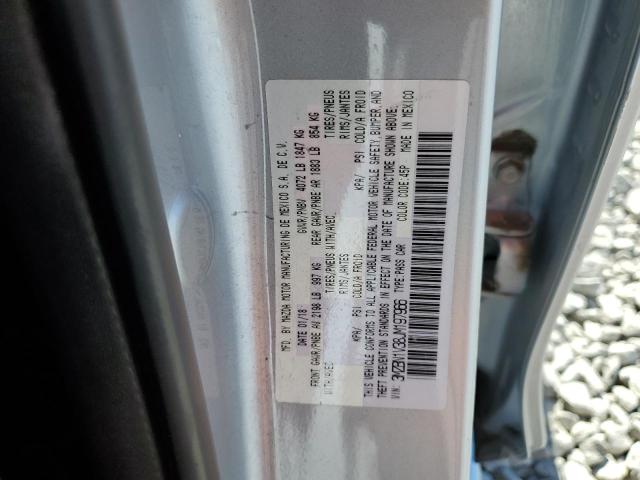 MFD. BY MAZDA MOTOR MANUFACTURING DE MEXICO S.A. DE C.V.
DATE 01/18 GVWR/PNBV 4072 LB 1847 KG
FRONT GAWR/PNBE AV 2198 LB 997 KG REAR GAWR/PNBE AR 1883 LB 854 KG
WITH/AVEC TIRES/PNEUS WITH/AVEC TIRES/PNEUS
RIMS/JANTES RIMS/JANTES
KPA/ PSI COLD/A FROID KPA/ PSI COLD/A FROID
THIS VEHICLE CONFORMS TO ALL APPLICABLE FEDERAL MOTOR VEHICLE SAFETY, BUMPER, AND
THEFT PREVENTION STANDARDS IN EFFECT ON THE DATE OF MANUFACTURE SHOWN ABOVE.
VIN: 3MZBN1U38JM197966 TYPE:PASS CAR
COLOR CODE:45P MADE IN MEXICO